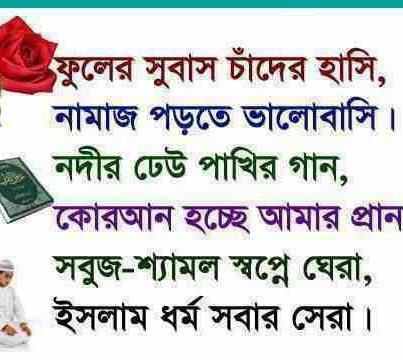 ফুলের সুবাস চাঁদের হাসি,
নামাজ পড়তে ভালোবাসি।
নদীর ঢেউ পাখির গান,
কোরআন হচ্ছে আমার প্রান
সবুজ-শ্যামল স্বপ্নে ঘেরা,
ইসলাম ধর্ম সবার সেরা।